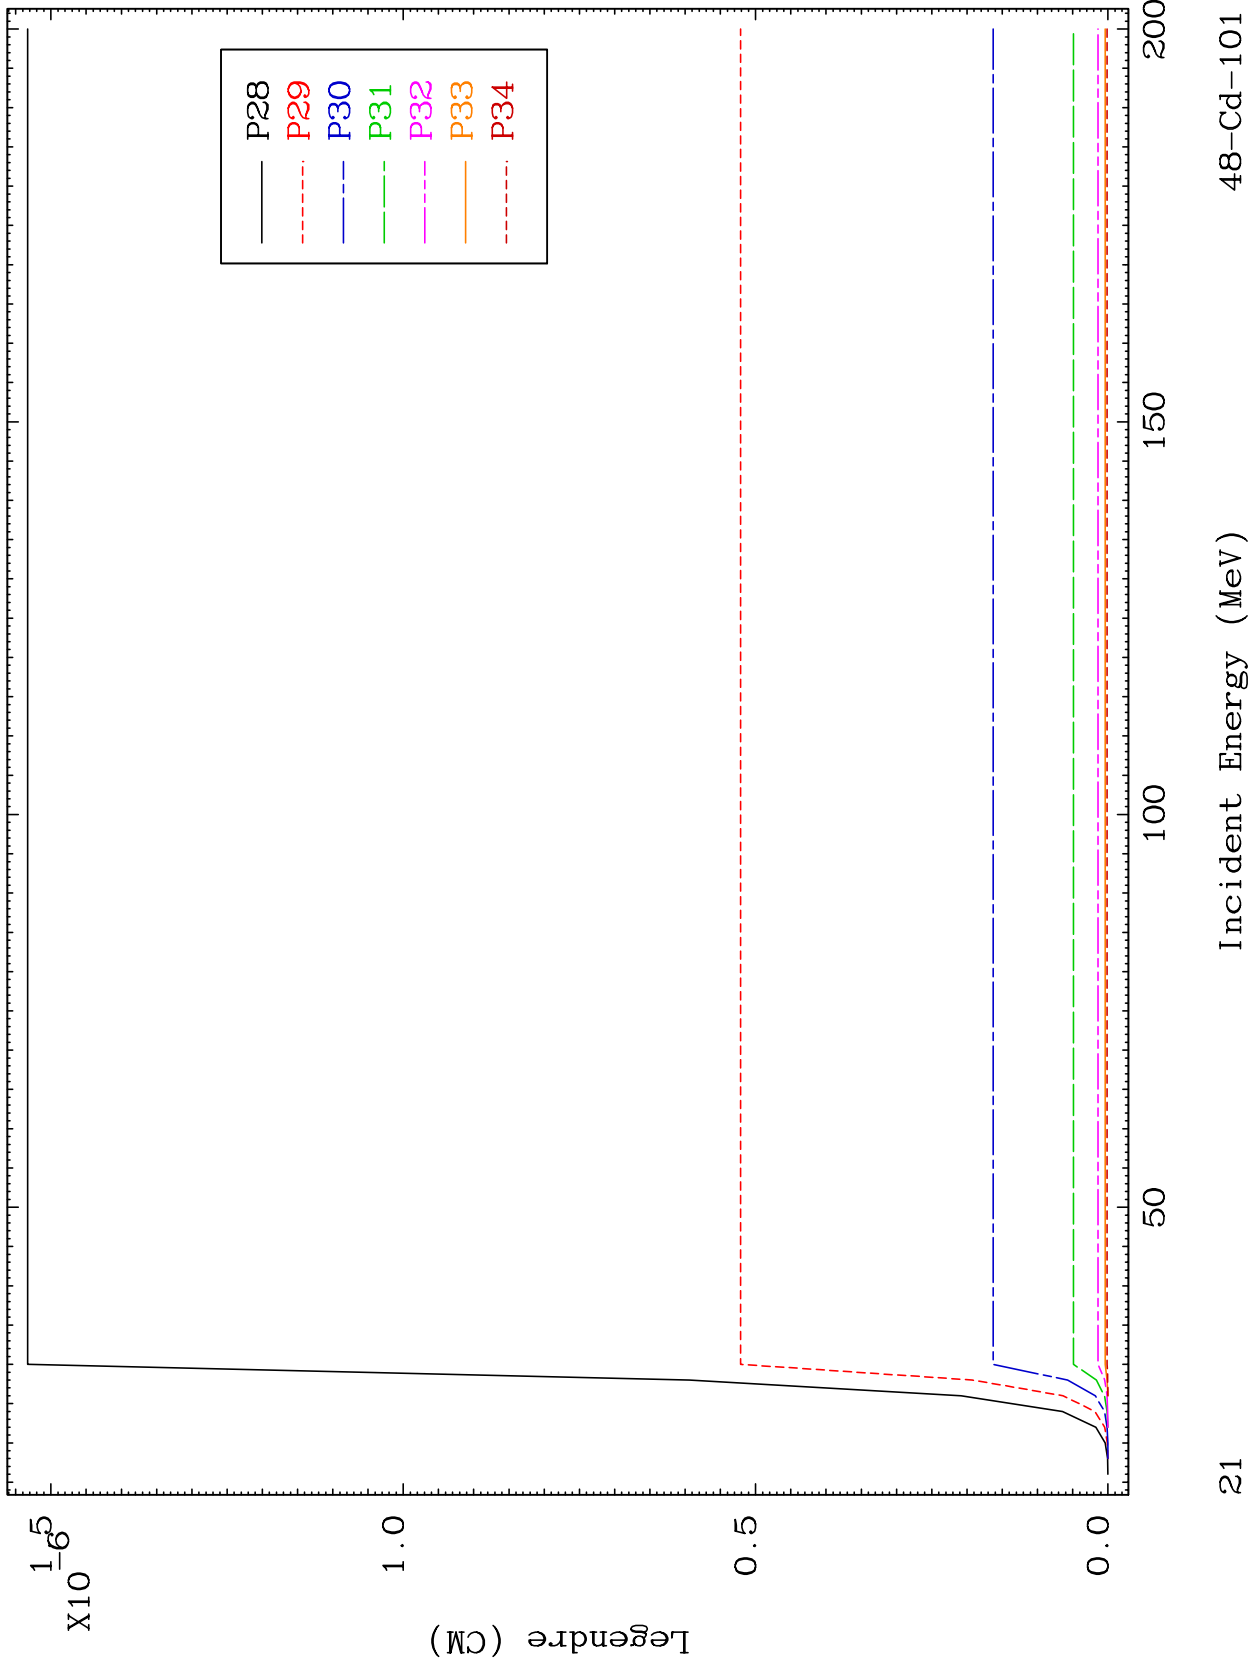 X10
-6
1.5
1.0
0.5
0.0
Legendre (CM)
P28
P29
P30
P31
P32
P33
P34
50
100
150
200
Incident Energy (MeV)
21
48-Cd-101